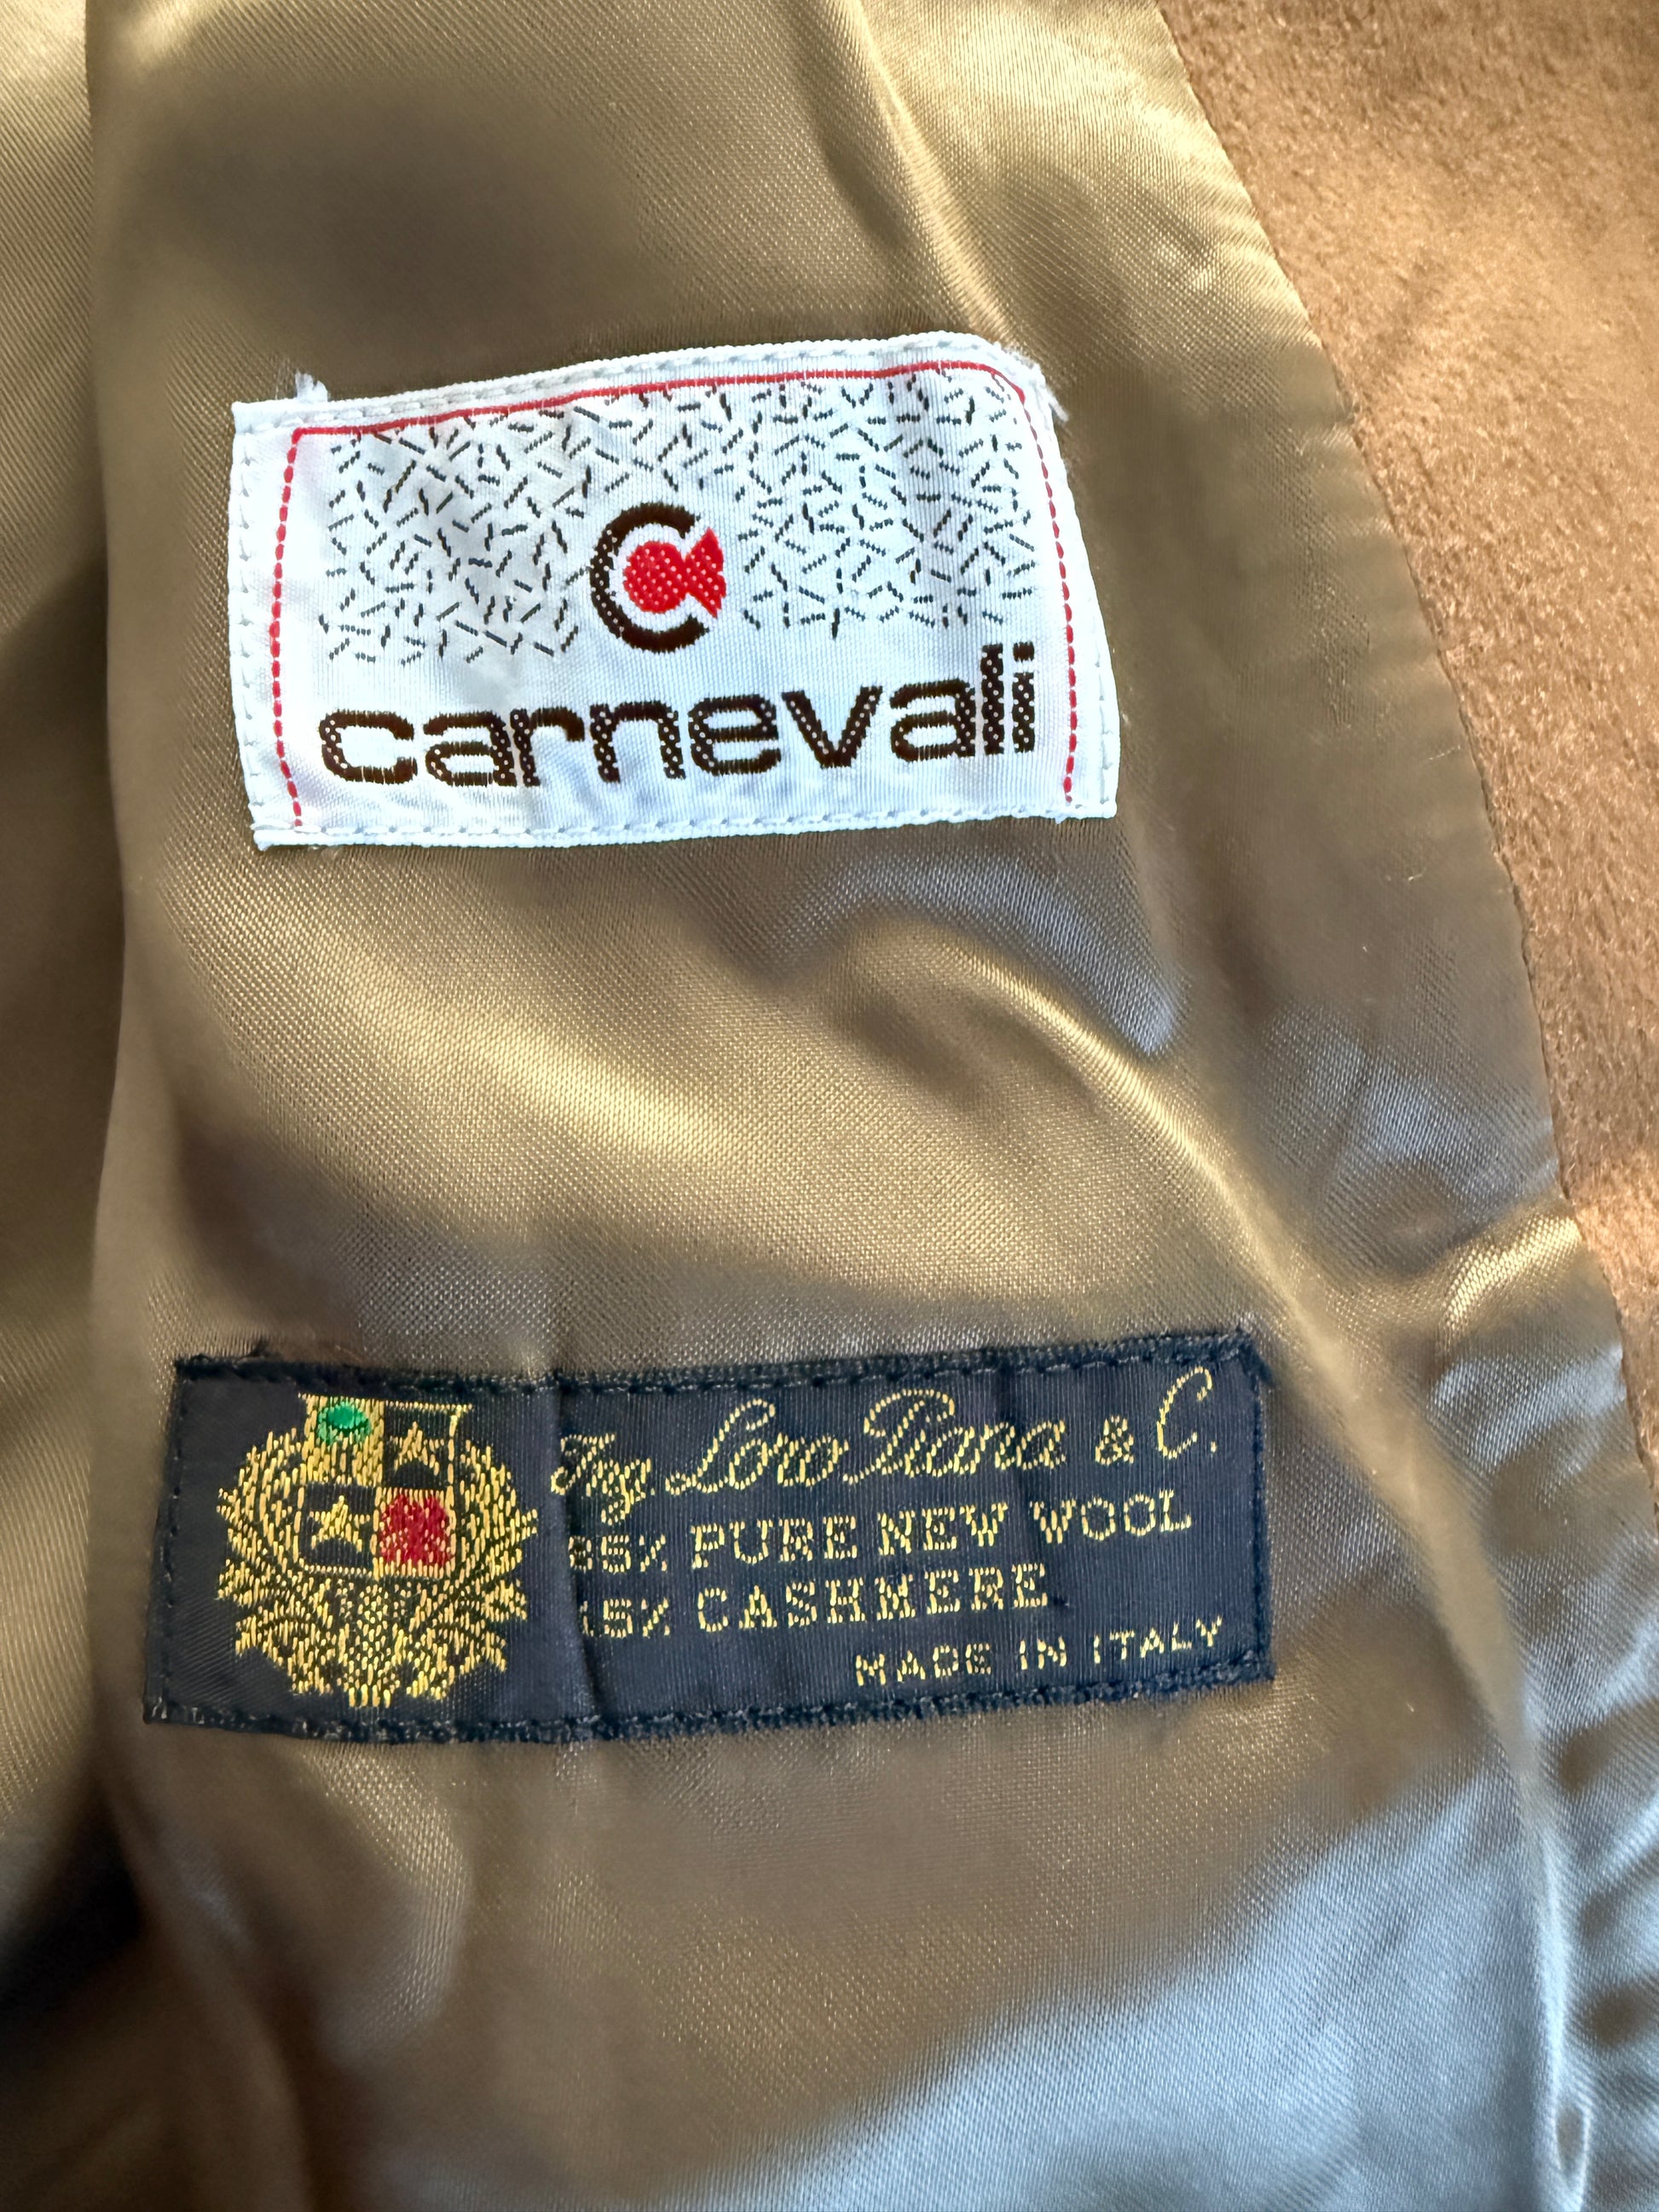 carnevali
Ing. Loro Piana & C.
85% PURE NEW WOOL
15% CASHMERE
MADE IN ITALY